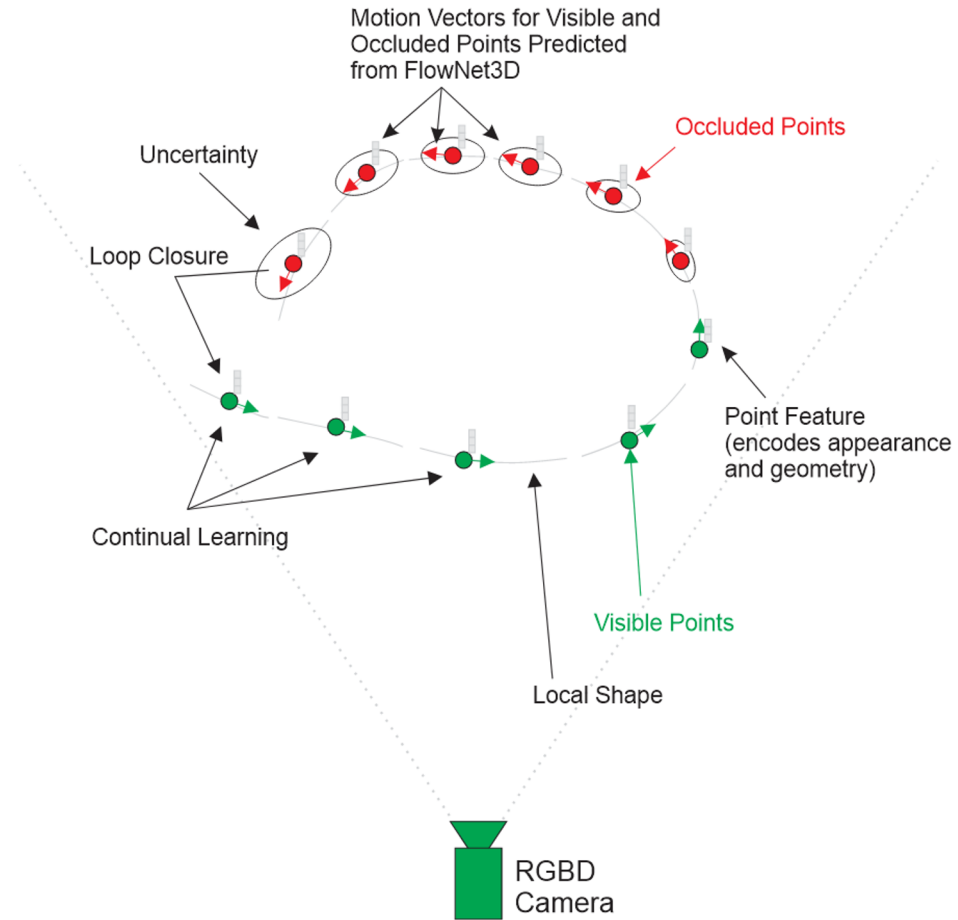 Motion Vectors for Visible and
Occluded Points Predicted
from FlowNet3D
Occluded Points
Uncertainty
Loop Closure
Point Feature
(encodes appearance
and geometry)
Continual Learning
Visible Points
Local Shape
RGBD
Camera